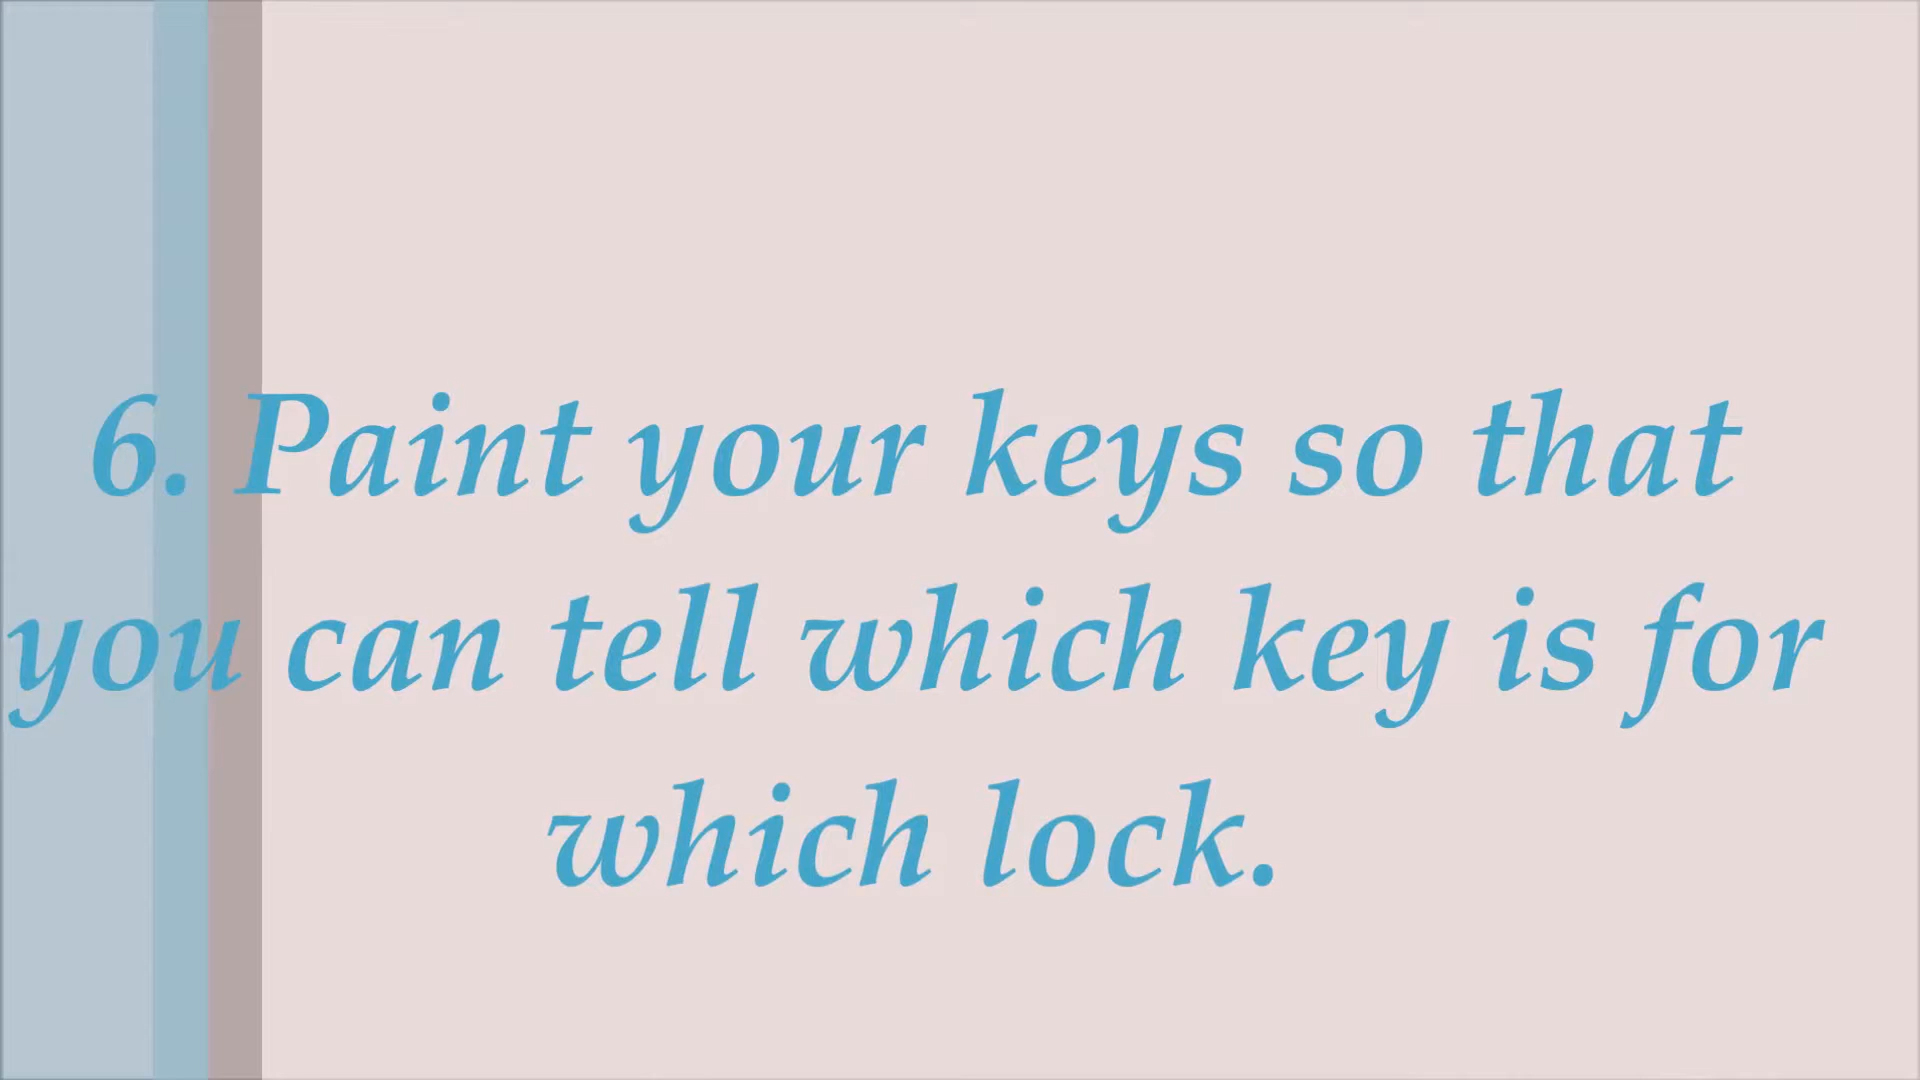 6. Paint your keys so that
you can tell which key is for
which lock.